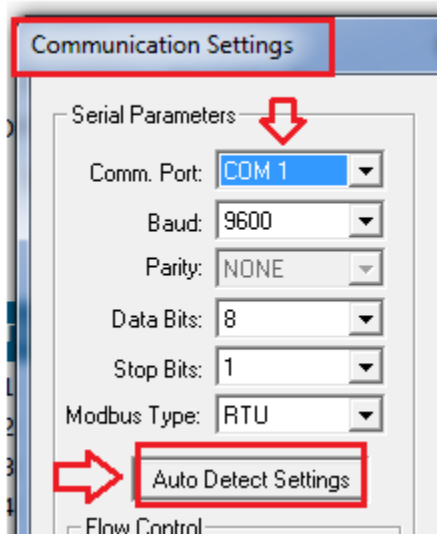 Communication Settings
Serial Parameters
Comm. Port: COM 1
Baud: 9600
Parity: NONE
Data Bits: 8
Stop Bits: 1
Modbus Type: RTU
Auto Detect Settings
Flow Control